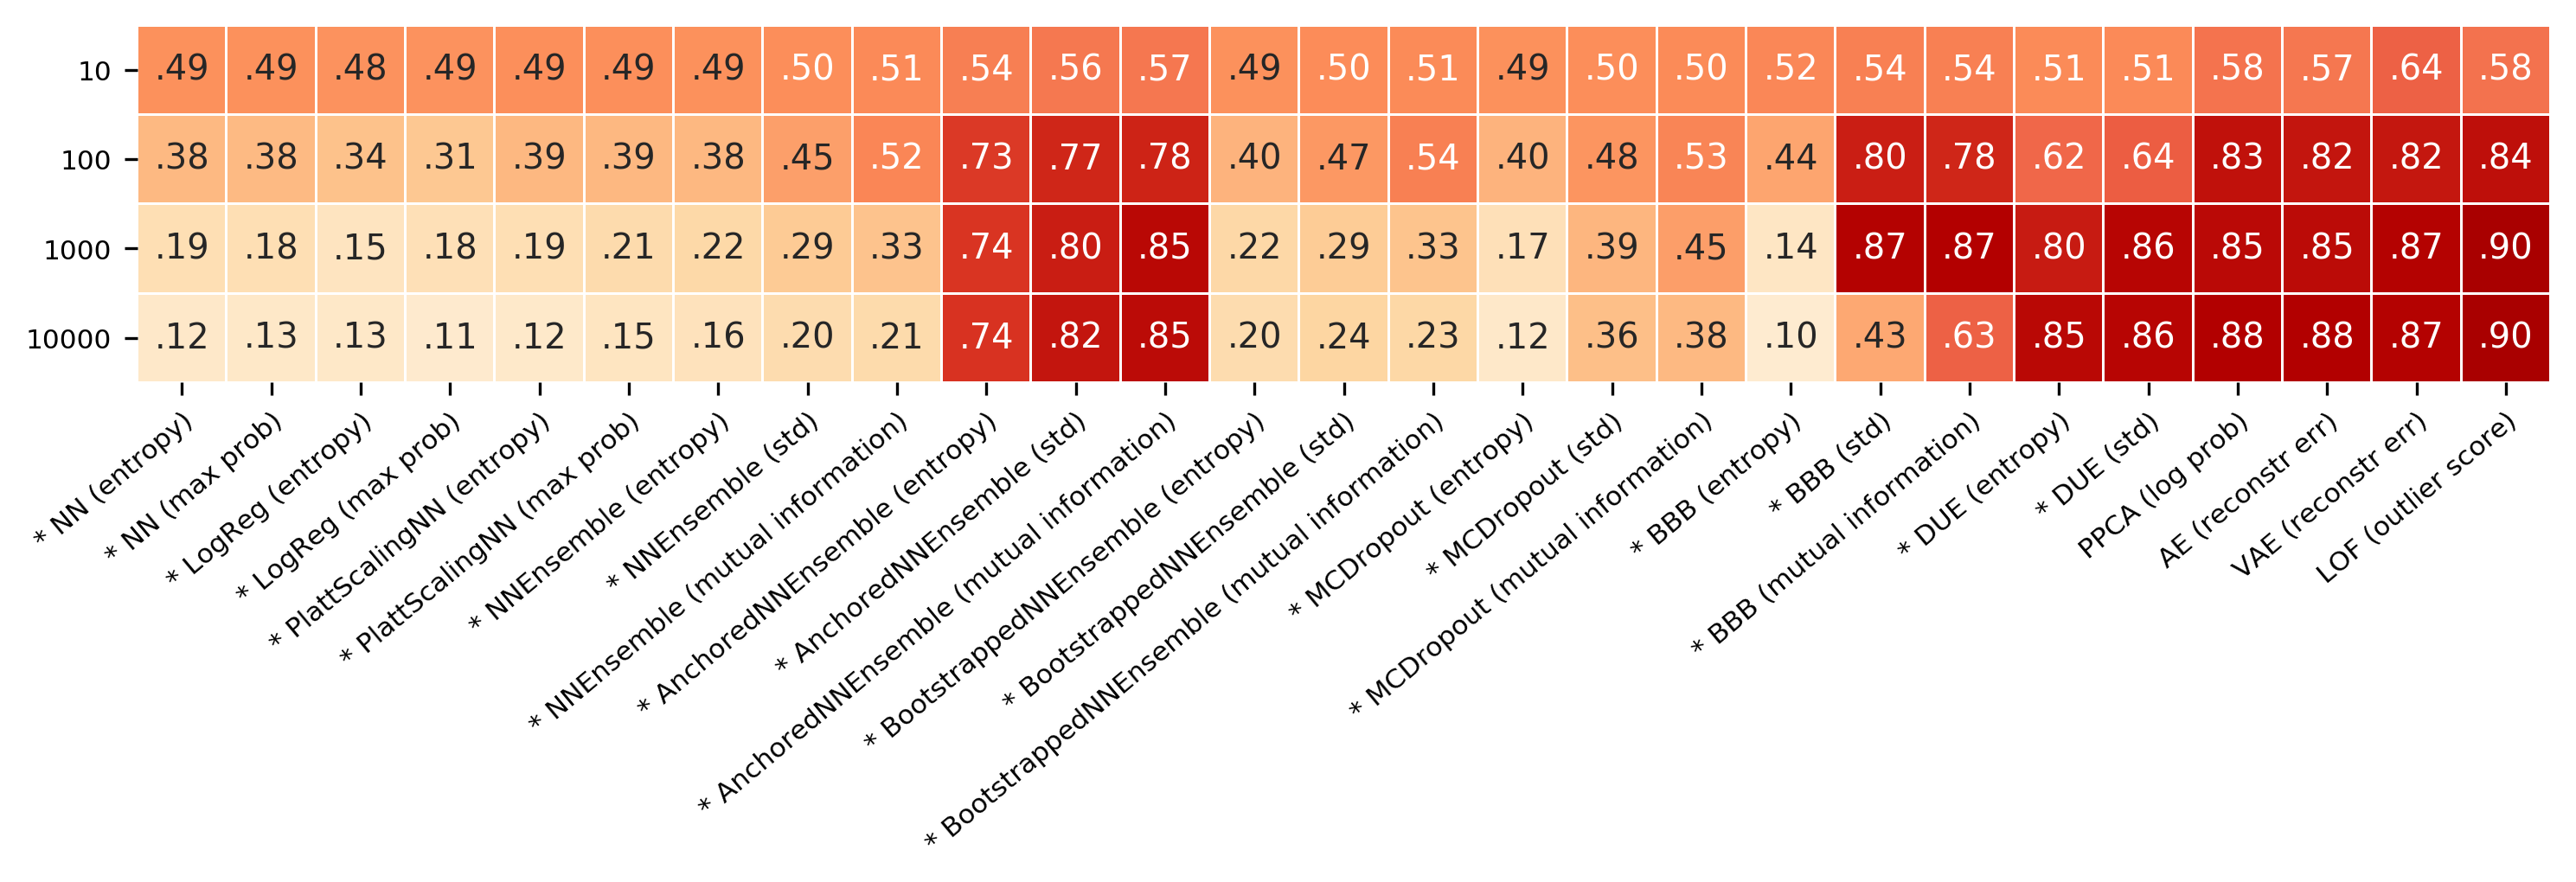 10 .49 .49 .48 .49 .49 .49 .49 .50 .51 .54 .56 .57 .49 .50 .51 .49 .50 .50 .52 .54 .54 .51 .51 .58 .57 .64 .58
100 .38 .38 .34 .31 .39 .39 .38 .45 .52 .73 .77 .78 .40 .47 .54 .40 .48 .53 .44 .80 .78 .62 .64 .83 .82 .82 .84
1000 .19 .18 .15 .18 .19 .21 .22 .29 .33 .74 .80 .85 .22 .29 .33 .17 .39 .45 .14 .87 .87 .80 .86 .85 .85 .87 .90
10000 .12 .13 .13 .11 .12 .15 .16 .20 .21 .74 .82 .85 .20 .24 .23 .12 .36 .38 .10 .43 .63 .85 .86 .88 .88 .87 .90
* NN (entropy)
* NN (max prob)
* LogReg (entropy)
* LogReg (max prob)
* PlattScalingNN (entropy)
* PlattScalingNN (max prob)
* NNEnsemble (entropy)
* NNEnsemble (std)
* NNEnsemble (mutual information)
* AnchoredNNEnsemble (entropy)
* AnchoredNNEnsemble (std)
* AnchoredNNEnsemble (mutual information)
* BootstrappedNNEnsemble (entropy)
* BootstrappedNNEnsemble (std)
* BootstrappedNNEnsemble (mutual information)
* MCDropout (entropy)
* MCDropout (std)
* MCDropout (mutual information)
* BBB (entropy)
* BBB (std)
* BBB (mutual information)
* DUE (entropy)
* DUE (std)
PPCA (log prob)
AE (reconstr err)
VAE (reconstr err)
LOF (outlier score)